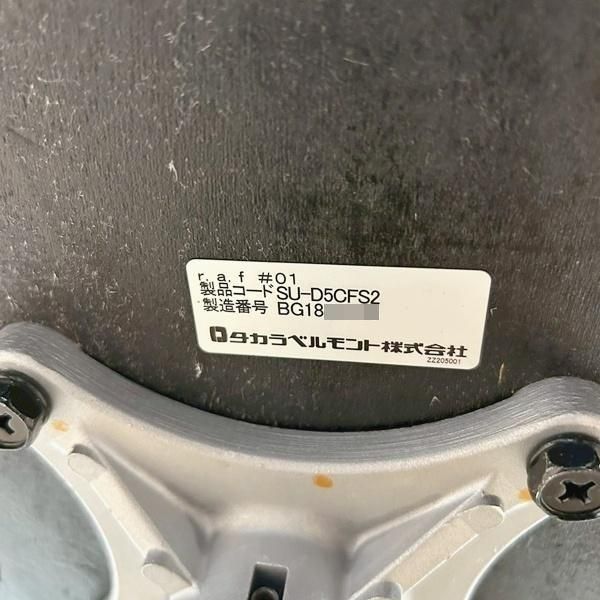 r.a.f #01
製品コード SU-D5CFS2
製造番号 BG18
タカラベルモント株式会社
ZZ205001